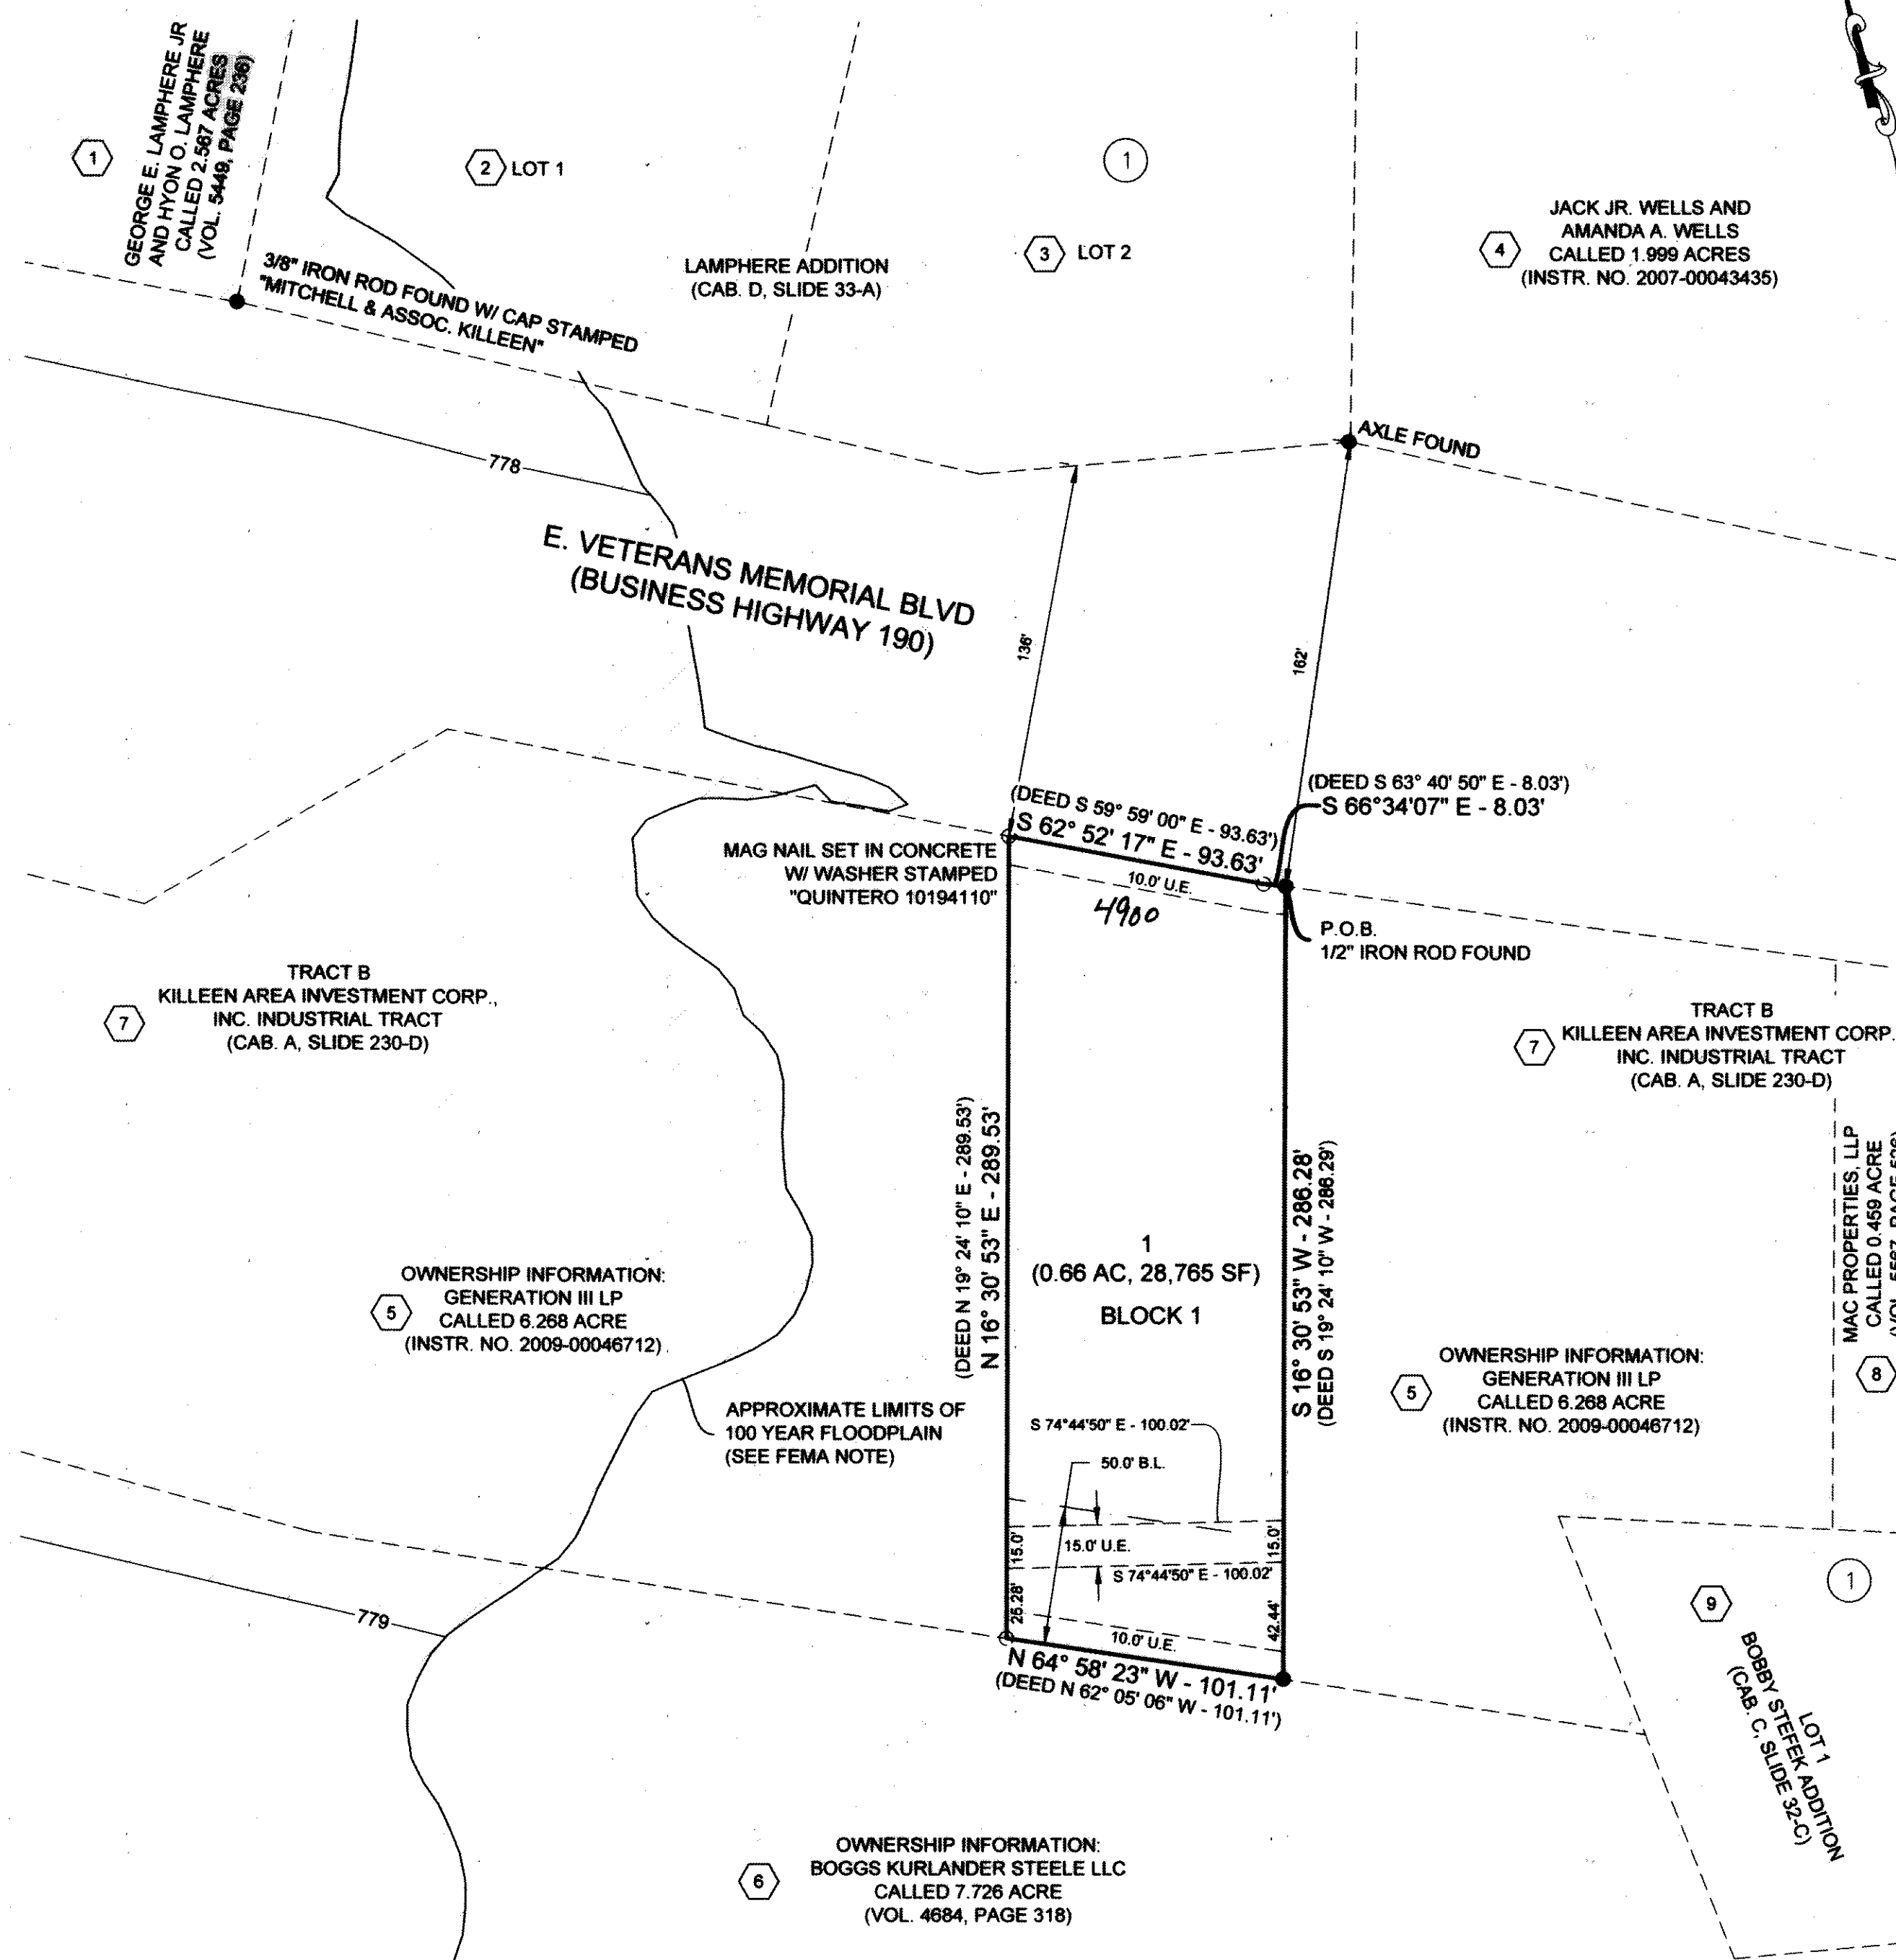 1
GEORGE E. LAMPHERE JR
AND HYON O. LAMPHERE
CALLED 2.567 ACRES
(VOL. 5449, PAGE 236)
2
LOT 1
1
3
LOT 2
4
JACK JR. WELLS AND
AMANDA A. WELLS
CALLED 1.999 ACRES
(INSTR. NO. 2007-00043435)
LAMPHERE ADDITION
(CAB. D, SLIDE 33-A)
3/8" IRON ROD FOUND W/ CAP STAMPED
"MITCHELL & ASSOC. KILLEEN"
AXLE FOUND
778
E. VETERANS MEMORIAL BLVD
(BUSINESS HIGHWAY 190)
136'
162'
(DEED S 63° 40' 50" E - 8.03')
S 66°34'07" E - 8.03'
(DEED S 59° 59' 00" E - 93.63')
S 62° 52' 17" E - 93.63'
10.0' U.E.
4900
MAG NAIL SET IN CONCRETE
W/ WASHER STAMPED
"QUINTERO 10194110"
P.O.B.
1/2" IRON ROD FOUND
7
TRACT B
KILLEEN AREA INVESTMENT CORP.,
INC. INDUSTRIAL TRACT
(CAB. A, SLIDE 230-D)
7
TRACT B
KILLEEN AREA INVESTMENT CORP.
INC. INDUSTRIAL TRACT
(CAB. A, SLIDE 230-D)
(DEED N 19° 24' 10" E - 289.53')
N 16° 30' 53" E - 289.53'
S 16° 30' 53" W - 286.28'
(DEED S 19° 24' 10" W - 286.29')
MAC PROPERTIES, LLP
CALLED 0.459 ACRE
8
1
(0.66 AC, 28,765 SF)
BLOCK 1
5
OWNERSHIP INFORMATION:
GENERATION III LP
CALLED 6.268 ACRE
(INSTR. NO. 2009-00046712)
5
OWNERSHIP INFORMATION:
GENERATION III LP
CALLED 6.268 ACRE
(INSTR. NO. 2009-00046712)
APPROXIMATE LIMITS OF
100 YEAR FLOODPLAIN
(SEE FEMA NOTE)
S 74°44'50" E - 100.02'
50.0' B.L.
15.0'
15.0' U.E.
15.0'
S 74°44'50" E - 100.02'
26.28'
42.44'
10.0' U.E.
N 64° 58' 23" W - 101.11'
(DEED N 62° 05' 06" W - 101.11')
779
1
9
LOT 1
BOBBY STEFEK ADDITION
(CAB. C, SLIDE 32-C)
6
OWNERSHIP INFORMATION:
BOGGS KURLANDER STEELE LLC
CALLED 7.726 ACRE
(VOL. 4684, PAGE 318)